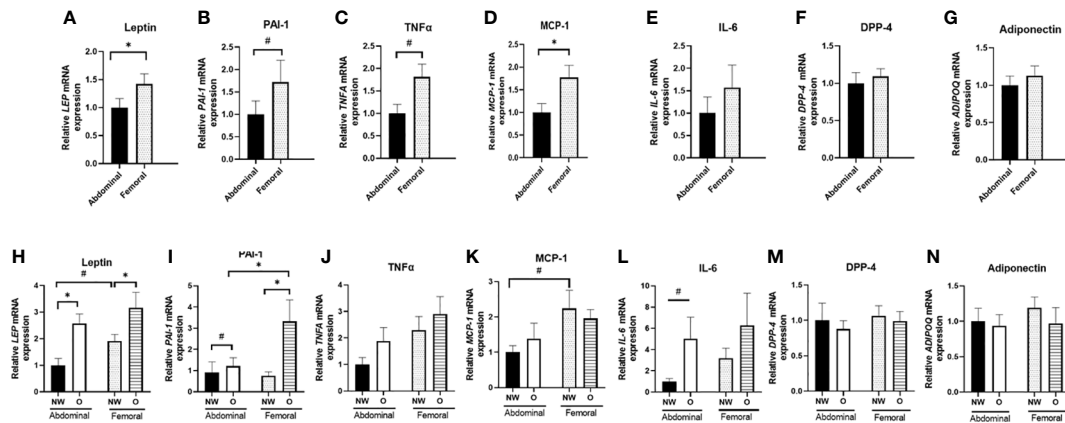 A
Leptin
Relative LEP mRNA
expression
2.0
1.5
1.0
0.5
0.0
*
Abdominal
Femoral
B
PAI-1
Relative PAI-1 mRNA
expression
2.5
2.0
1.5
1.0
0.5
0.0
#
Abdominal
Femoral
C
TNFα
Relative TNFA mRNA
expression
2.5
2.0
1.5
1.0
0.5
0.0
#
Abdominal
Femoral
D
MCP-1
Relative MCP-1 mRNA
expression
2.5
2.0
1.5
1.0
0.5
0.0
*
Abdominal
Femoral
E
IL-6
Relative IL-6 mRNA
expression
2.5
2.0
1.5
1.0
0.5
0.0
Abdominal
Femoral
F
DPP-4
Relative DPP-4 mRNA
expression
1.5
1.0
0.5
0.0
Abdominal
Femoral
G
Adiponectin
Relative ADIPOQ mRNA
expression
1.5
1.0
0.5
0.0
Abdominal
Femoral
H
Leptin
Relative LEP mRNA
expression
4
3
2
1
0
#
*
*
NW O NW O
Abdominal Femoral
I
PAI-1
Relative PAI-1 mRNA
expression
5
4
3
2
1
0
*
*
#
NW O NW O
Abdominal Femoral
J
TNFα
Relative TNFA mRNA
expression
4
3
2
1
0
NW O NW O
Abdominal Femoral
K
MCP-1
Relative MCP-1 mRNA
expression
4
3
2
1
0
#
NW O NW O
Abdominal Femoral
L
IL-6
Relative IL-6 mRNA
expression
10
8
6
4
2
0
#
NW O NW O
Abdominal Femoral
M
DPP-4
Relative DPP-4 mRNA
expression
1.5
1.0
0.5
0.0
NW O NW O
Abdominal Femoral
N
Adiponectin
Relative ADIPOQ mRNA
expression
1.5
1.0
0.5
0.0
NW O NW O
Abdominal Femoral